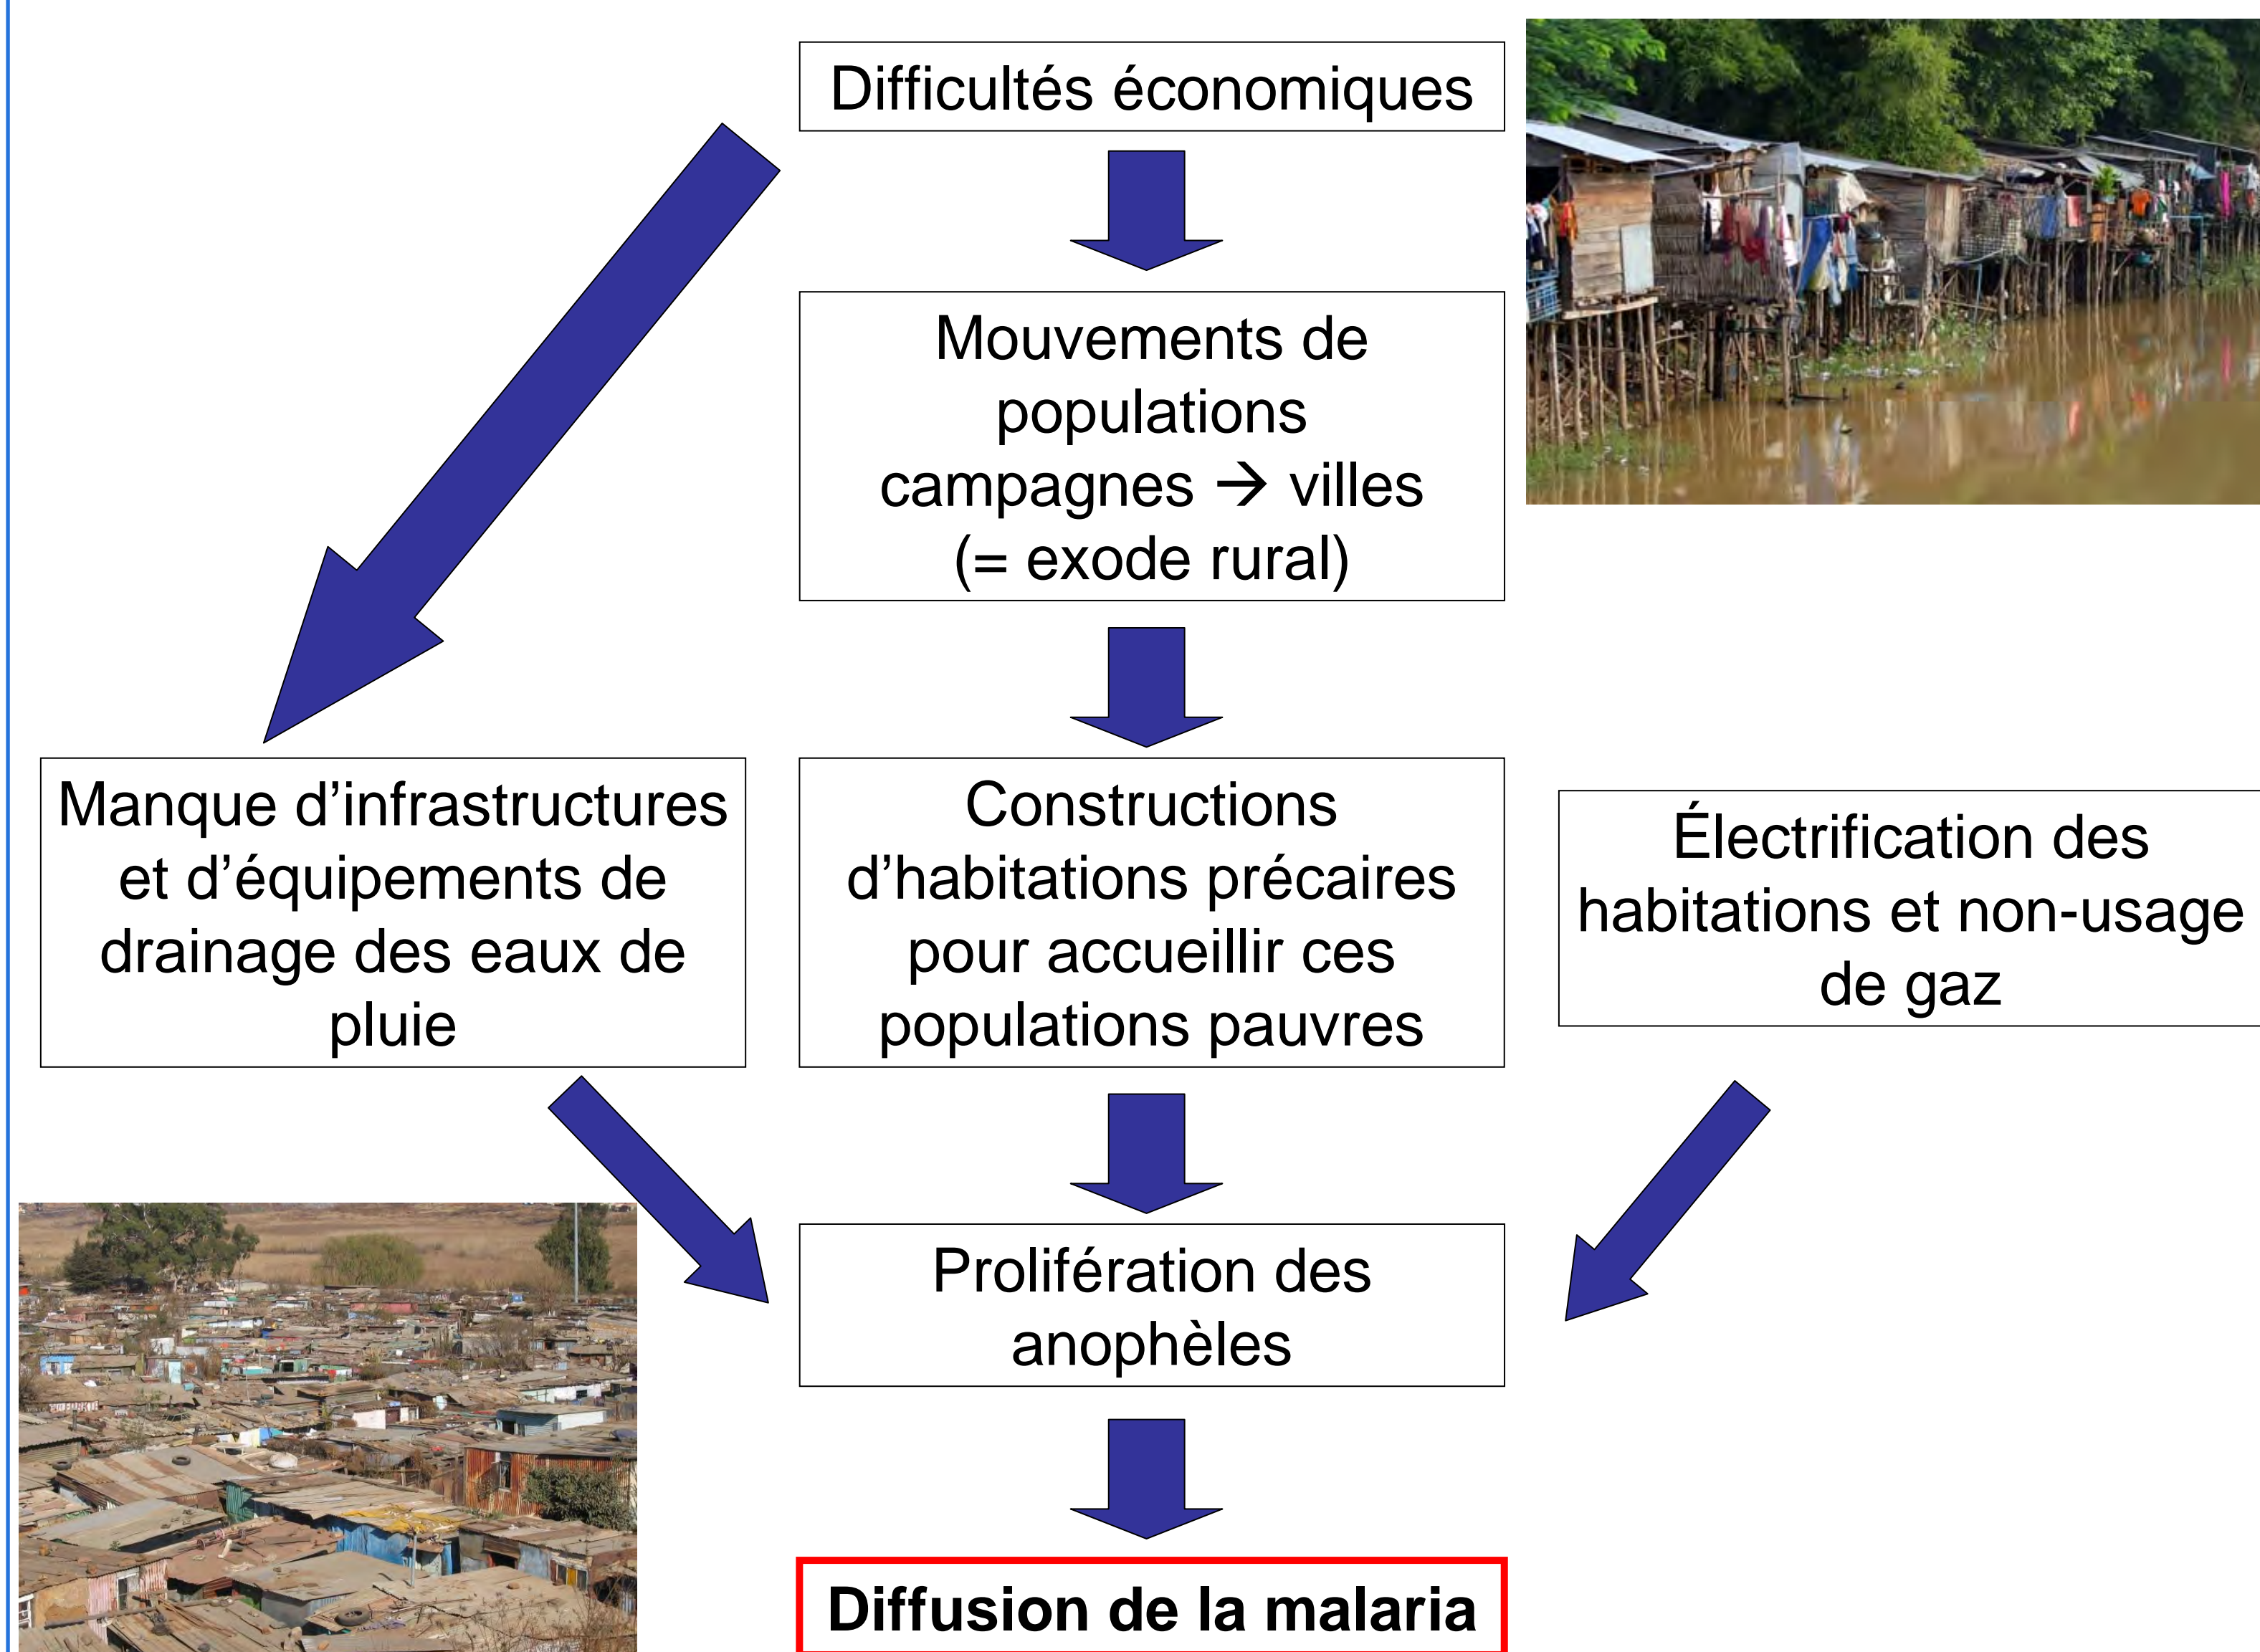 Difficultés économiques
Mouvements de
populations
campagnes → villes
(= exode rural)
Manque d’infrastructures
et d’équipements de
drainage des eaux de
pluie
Constructions
d’habitations précaires
pour accueillir ces
populations pauvres
Électrification des
habitations et non-usage
de gaz
Prolifération des
anophèles
Diffusion de la malaria